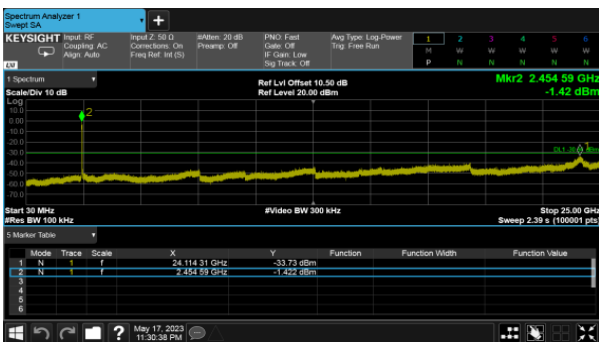 Spectrum Analyzer 1
Swept SA
+
KEYSIGHT Input: RF Input Z: 50 Ω #Atten: 20 dB PNO: Fast Avg Type: Log-Power 1 2 3 4 5 6
Coupling: AC Corrections: On Preamp: Off Gate: Off Trig: Free Run M W W W W W
Align: Auto Freq Ref: Int (S) IF Gain: Low P N N N N N
Sig Track: Off
LXI
1 Spectrum Ref Lvl Offset 10.50 dB Mkr2 2.454 59 GHz
Scale/Div 10 dB Ref Level 20.00 dBm -1.42 dBm
Log
10.0
0.00
-10.0
-20.0
-30.0
-40.0
-50.0
-60.0
-70.0
2
1
Start 30 MHz #Video BW 300 kHz Stop 25.00 GHz
#Res BW 100 kHz Sweep 2.39 s (100001 pts)
5 Marker Table
Mode Trace Scale X Y Function Function Width Function Value
1 N 1 f 24.114 31 GHz -33.73 dBm
2 N 1 f 2.454 59 GHz -1.422 dBm
3
4
5
6
? May 17, 2023
11:30:38 PM